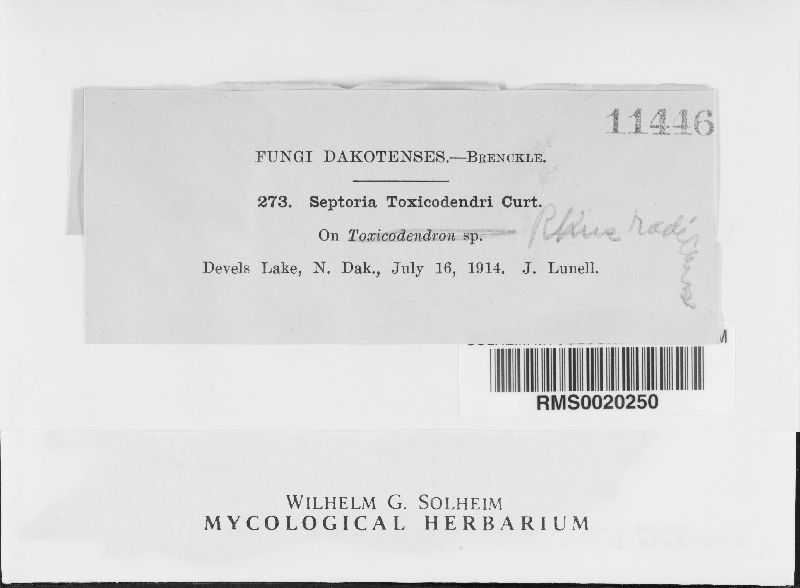 11446
FUNGI DAKOTENSES.—BRENCKLE.
273. Septoria Toxicodendri Curt.
On Toxicodendron sp. Rhus radicans
Devels Lake, N. Dak., July 16, 1914. J. Lunell.
RMS0020250
WILHELM G. SOLHEIM
MYCOLOGICAL HERBARIUM